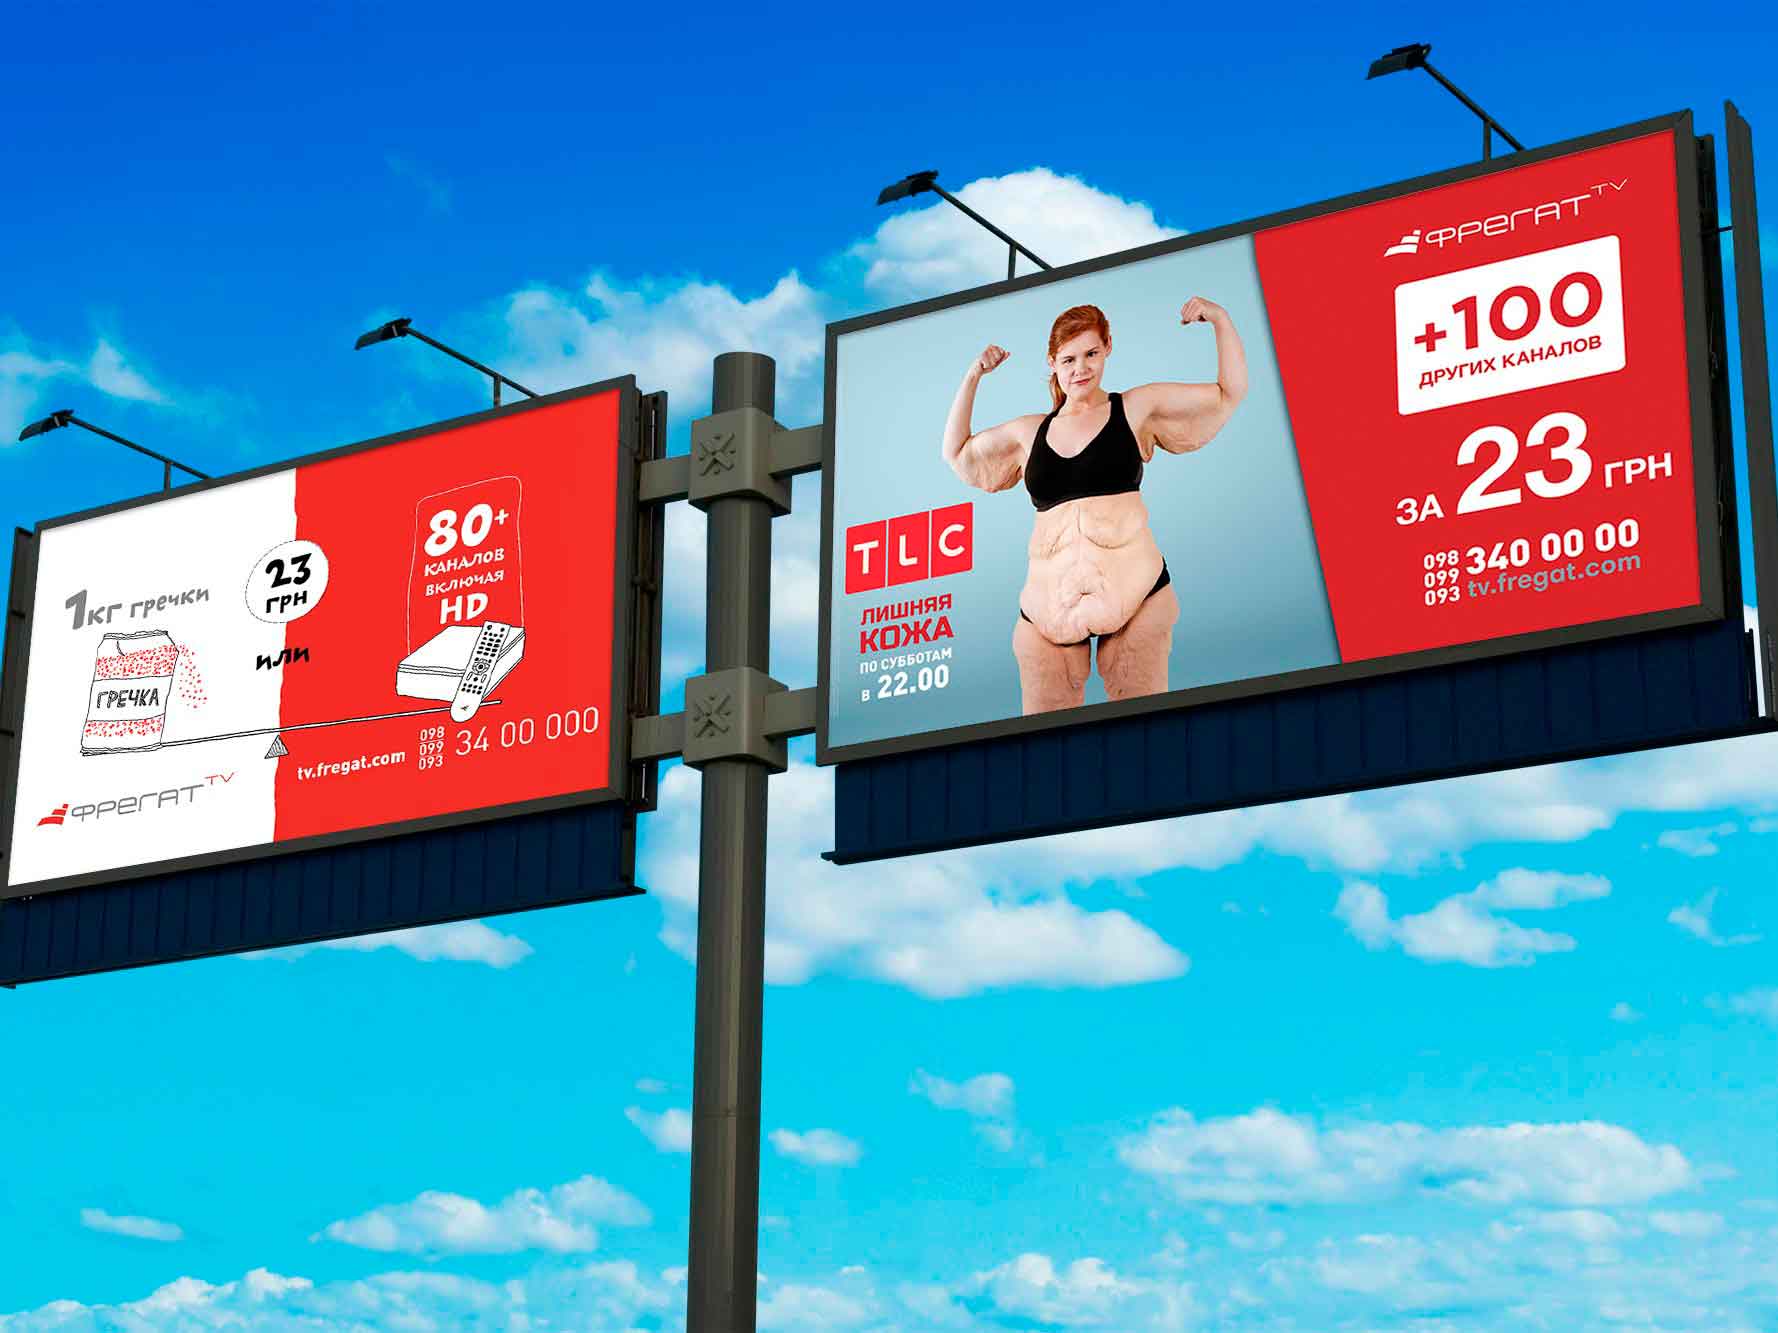 1кг гречки
23
грн
или
ГРЕЧКА
80+
каналов
включая
HD
tv.fregat.com
098
099
093
34 00 000
ФРЕГАТ TV
TLC
ЛИШНЯЯ
КОЖА
ПО СУББОТАМ
В 22.00
ФРЕГАТ TV
+100
ДРУГИХ КАНАЛОВ
ЗА 23 ГРН
098
099
093
340 00 00
tv.fregat.com